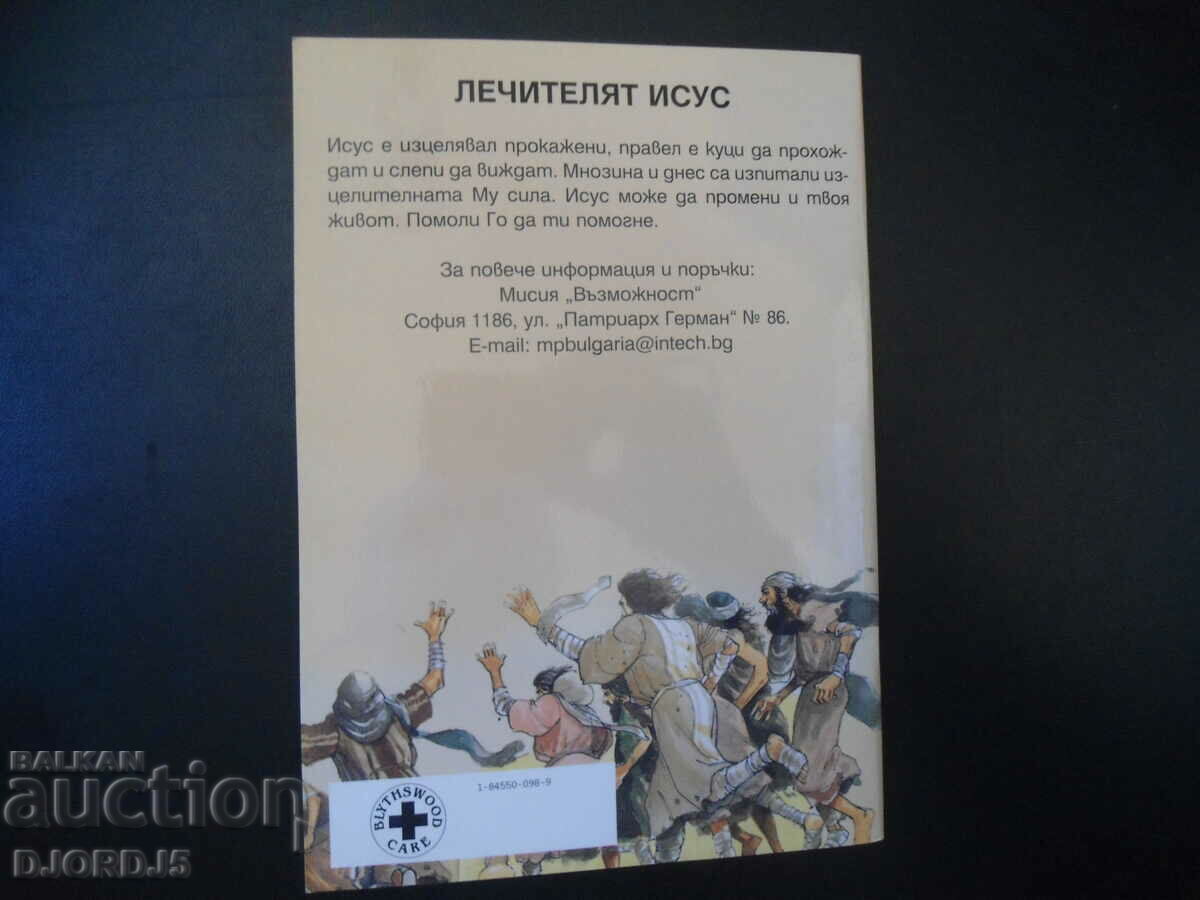 ЛЕЧИТЕЛЯТ ИСУС
Исус е изцелявал прокажени, правел е куци да прохож-
дат и слепи да виждат. Мнозина и днес са изпитали из-
целителната Му сила. Исус може да промени и твоя
живот. Помоли Го да ти помогне.
За повече информация и поръчки:
Мисия „Възможност“
София 1186, ул. „Патриарх Герман“ № 86.
E-mail: mpbulgaria@intech.bg
1-84550-098-9
BLYTHSWOOD
CARE
BALKAN
auction
DJORDJ5